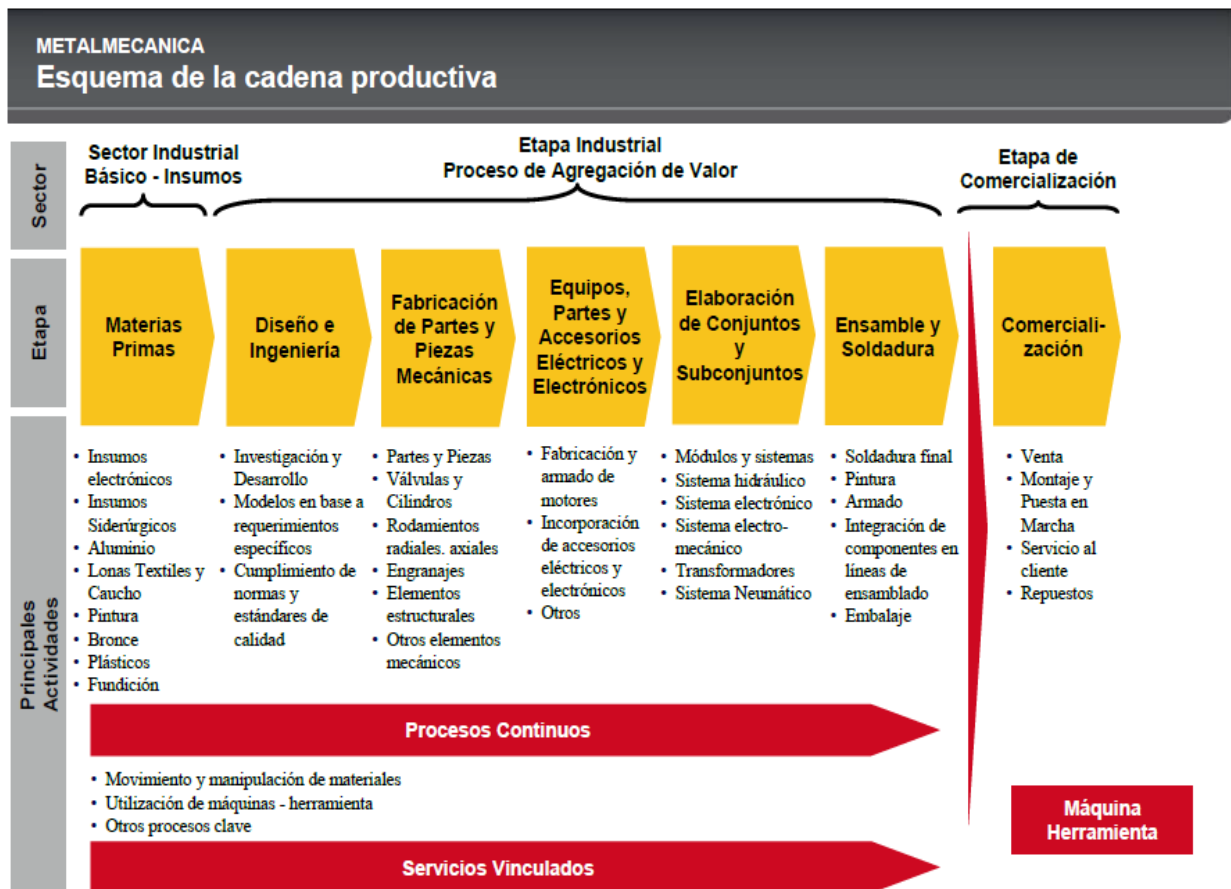 METALMECANICA
Esquema de la cadena productiva
Sector
Sector Industrial
Básico - Insumos
Etapa Industrial
Proceso de Agregación de Valor
Etapa de
Comercialización
Etapa
Materias
Primas
Diseño e
Ingeniería
Fabricación
de Partes y
Piezas
Mecánicas
Equipos,
Partes y
Accesorios
Eléctricos y
Electrónicos
Elaboración
de Conjuntos
y
Subconjuntos
Ensamble y
Soldadura
Comerciali-
zación
Principales
Actividades
• Insumos
electrónicos
• Insumos
Siderúrgicos
• Aluminio
• Lonas Textiles y
Caucho
• Pintura
• Bronce
• Plásticos
• Fundición
• Investigación y
Desarrollo
• Modelos en base a
requerimientos
específicos
• Cumplimiento de
normas y
estándares de
calidad
• Partes y Piezas
• Válvulas y
Cilindros
• Rodamientos
radiales. axiales
• Engranajes
• Elementos
estructurales
• Otros elementos
mecánicos
• Fabricación y
armado de
motores
• Incorporación
de accesorios
eléctricos y
electrónicos
• Otros
• Módulos y sistemas
• Sistema hidráulico
• Sistema electrónico
• Sistema electro-
mecánico
• Transformadores
• Sistema Neumático
• Soldadura final
• Pintura
• Armado
• Integración de
componentes en
líneas de
ensamblado
• Embalaje
• Venta
• Montaje y
Puesta en
Marcha
• Servicio al
cliente
• Repuestos
Procesos Continuos
• Movimiento y manipulación de materiales
• Utilización de máquinas - herramienta
• Otros procesos clave
Máquina
Herramienta
Servicios Vinculados